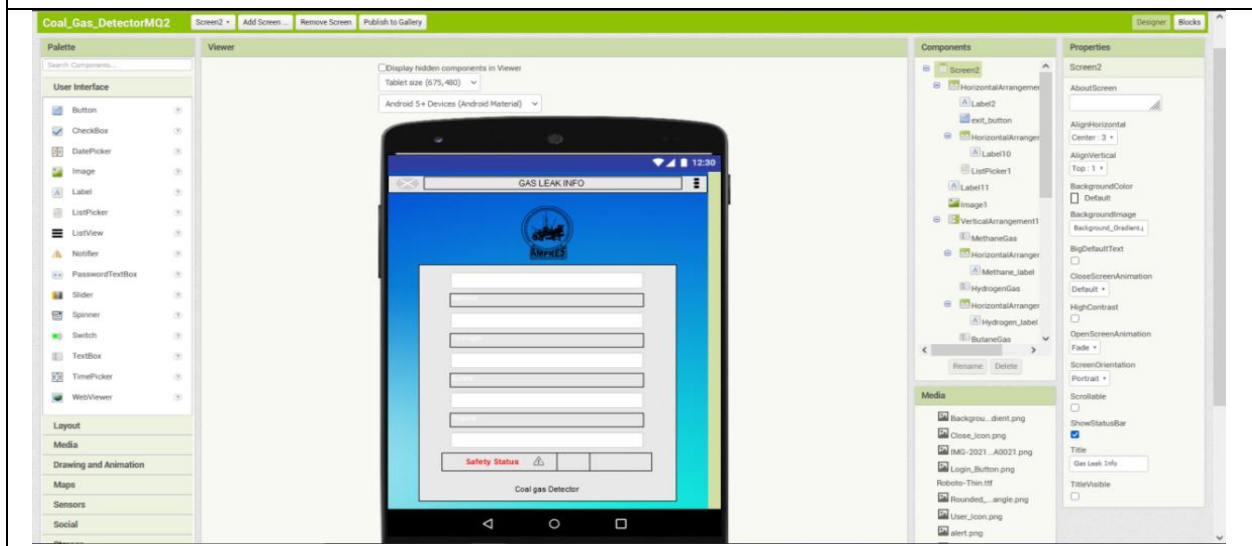 Coal_Gas_DetectorMQ2
Screen2
Add Screen ...
Remove Screen
Publish to Gallery
Designer
Blocks
Palette
Search Components...
User Interface
Button
CheckBox
DatePicker
Image
Label
ListPicker
ListView
Notifier
PasswordTextBox
Slider
Spinner
Switch
TextBox
TimePicker
WebViewer
Layout
Media
Drawing and Animation
Maps
Sensors
Social
Viewer
Display hidden components in Viewer
Tablet size (675,480)
Android 5+ Devices (Android Material)
12:30
GAS LEAK INFO
Safety Status
Coal gas Detector
Components
Screen2
HorizontalArrangemer
Label2
exit_button
HorizontalArranger
Label10
ListPicker1
Label11
Image1
VerticalArrangement1
MethaneGas
HorizontalArranger
Methane_label
HydrogenGas
HorizontalArranger
Hydrogen_label
ButaneGas
Rename
Delete
Media
Backgrou...dient.png
Close_Icon.png
IMG-2021...A0021.png
Login_Button.png
Roboto-Thin.ttf
Rounded_...angle.png
User_Icon.png
alert.png
Properties
Screen2
AboutScreen
AlignHorizontal
Center : 3
AlignVertical
Top : 1
BackgroundColor
Default
BackgroundImage
Background_Gradient.j
BigDefaultText
CloseScreenAnimation
Default
HighContrast
OpenScreenAnimation
Fade
ScreenOrientation
Portrait
Scrollable
ShowStatusBar
Title
Gas Leak Info
TitleVisible